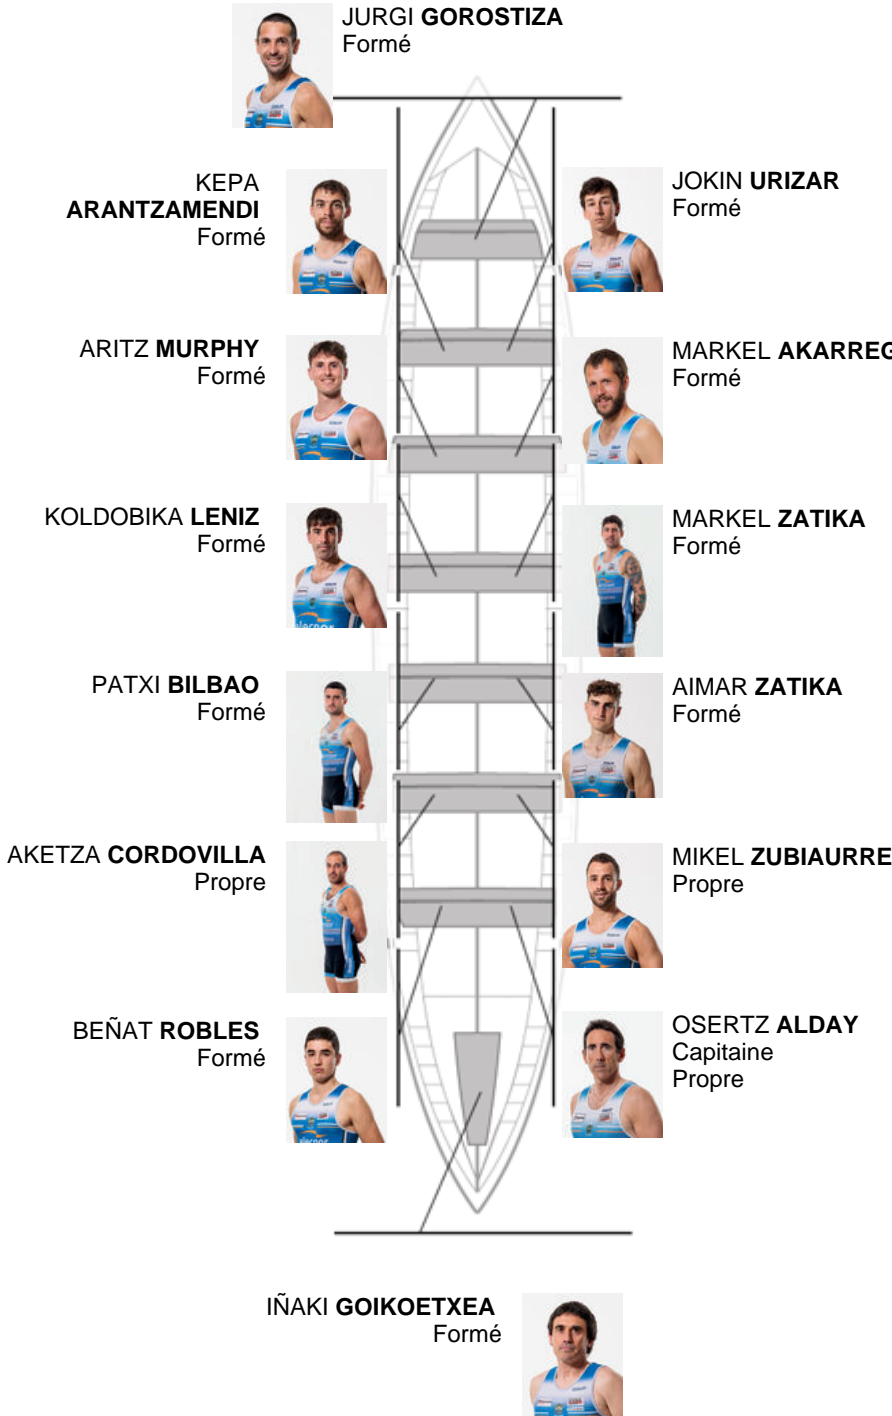 JURGI GOROSTIZA
Formé
KEPA
ARANTZAMENDI
Formé
JOKIN URIZAR
Formé
ARITZ MURPHY
Formé
MARKEL AKARREG
Formé
KOLDOBIKA LENIZ
Formé
MARKEL ZATIKA
Formé
PATXI BILBAO
Formé
AIMAR ZATIKA
Formé
AKETZA CORDOVILLA
Propre
MIKEL ZUBIAURRE
Propre
BEÑAT ROBLES
Formé
OSERTZ ALDAY
Capitaine
Propre
IÑAKI GOIKOETXEA
Formé